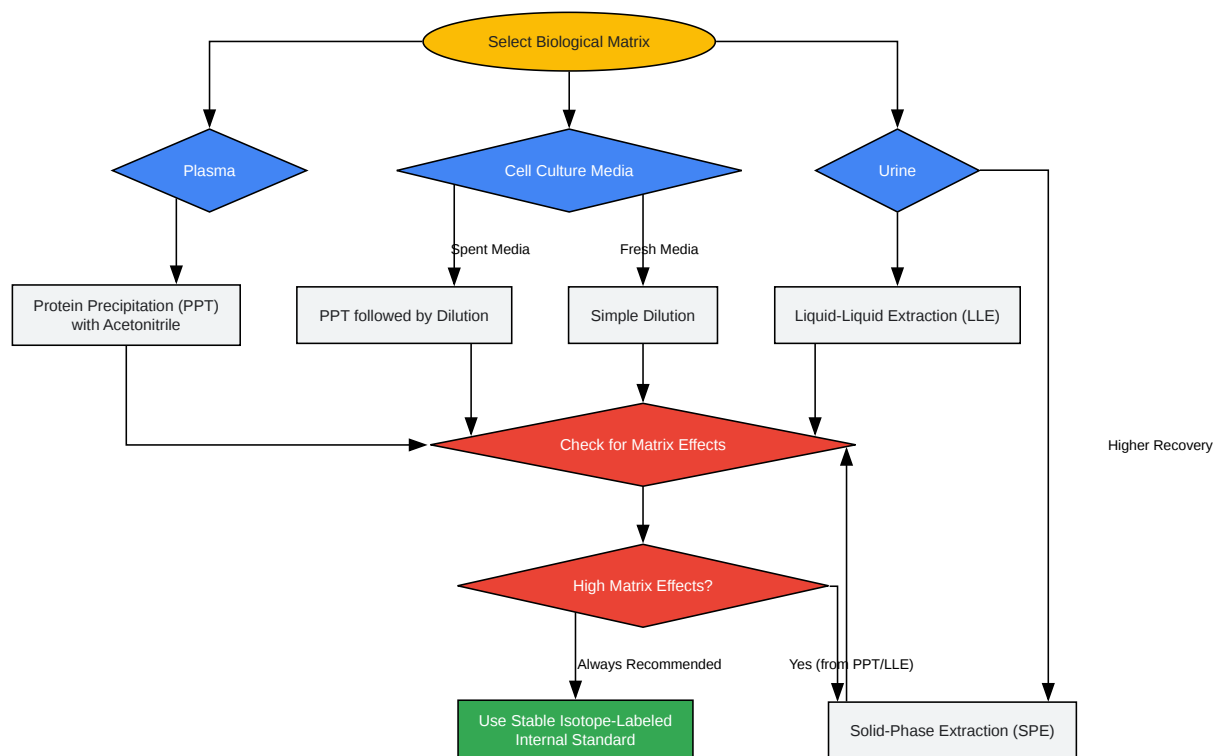 Select Biological Matrix
Plasma
Cell Culture Media
Urine
Spent Media
Fresh Media
Protein Precipitation (PPT)
with Acetonitrile
PPT followed by Dilution
Simple Dilution
Liquid-Liquid Extraction (LLE)
Check for Matrix Effects
Higher Recovery
High Matrix Effects?
Always Recommended
Yes (from PPT/LLE)
Use Stable Isotope-Labeled
Internal Standard
Solid-Phase Extraction (SPE)